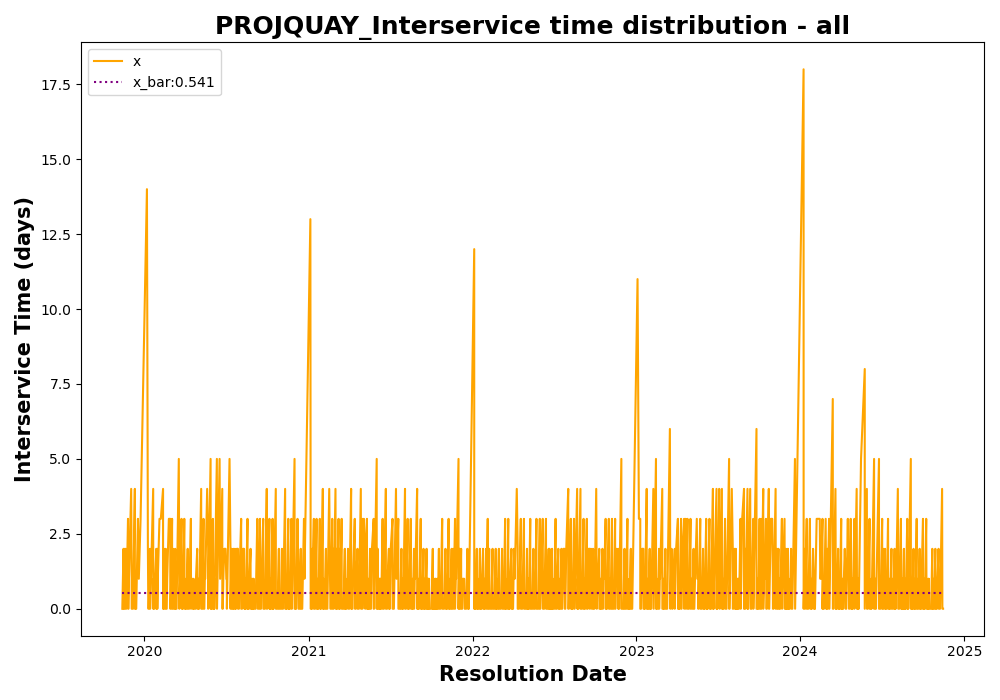 PROJQUAY_Interservice time distribution - all
x
x_bar:0.541
Interservice Time (days)
17.5
15.0
12.5
10.0
7.5
5.0
2.5
0.0
2020 2021 2022 2023 2024 2025
Resolution Date